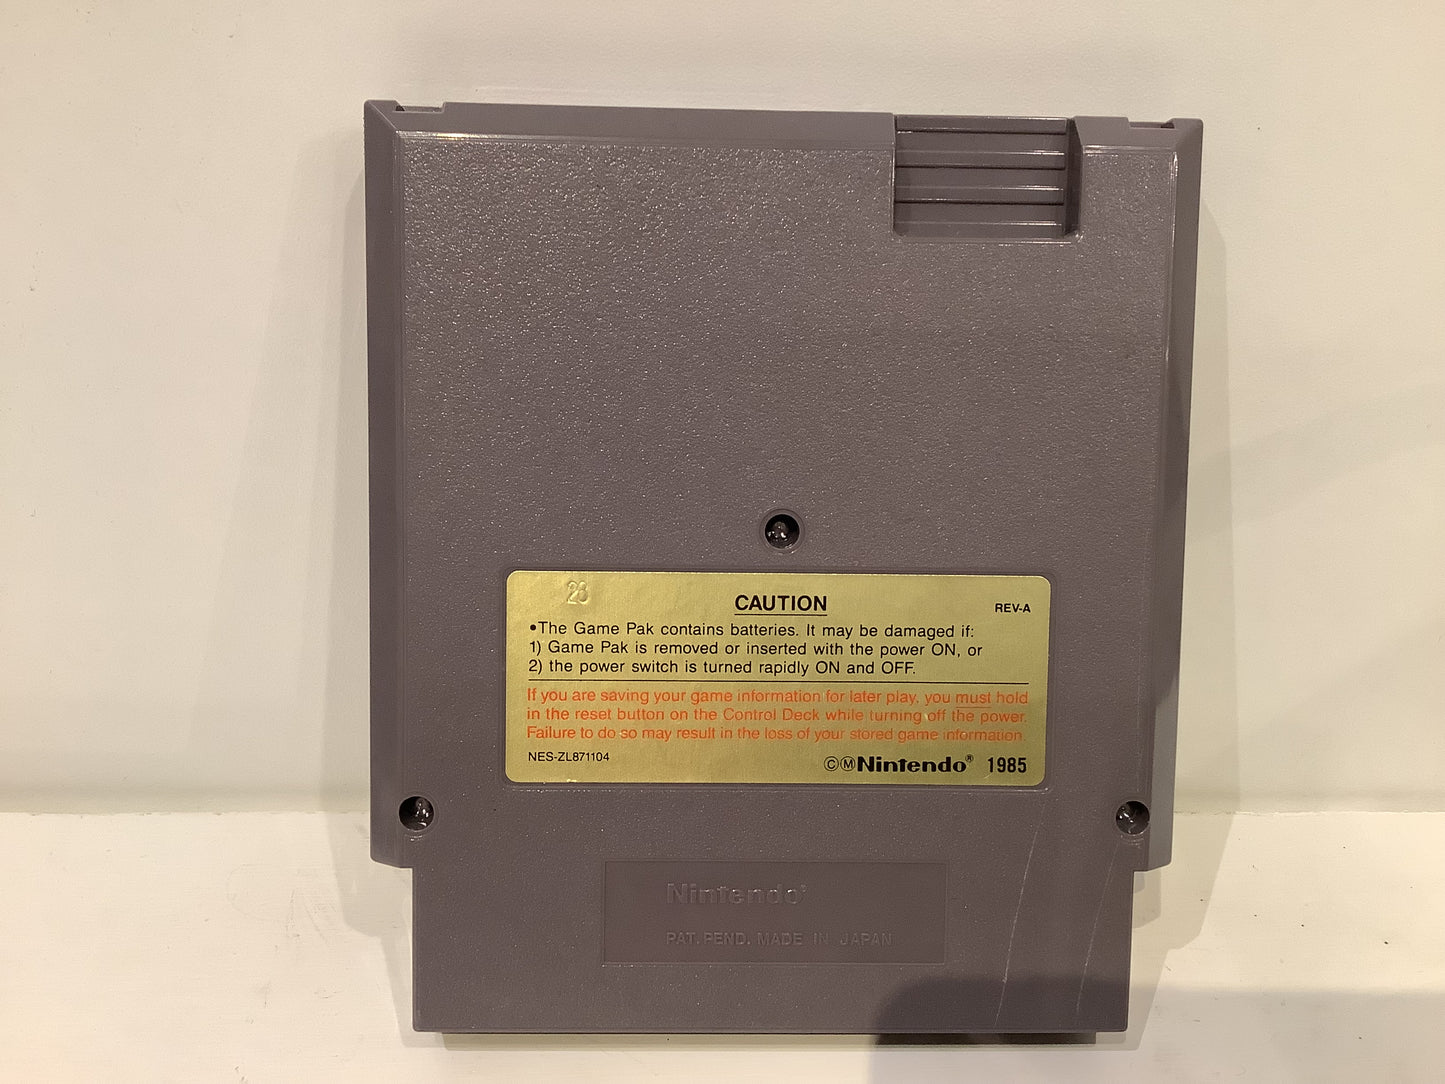 23
CAUTION
REV-A
•The Game Pak contains batteries. It may be damaged if:
1) Game Pak is removed or inserted with the power ON, or
2) the power switch is turned rapidly ON and OFF.
If you are saving your game information for later play, you must hold
in the reset button on the Control Deck while turning off the power.
Failure to do so may result in the loss of your stored game information.
NES-ZL871104
©ⓂNintendo® 1985
Nintendo®
PAT. PEND. MADE IN JAPAN